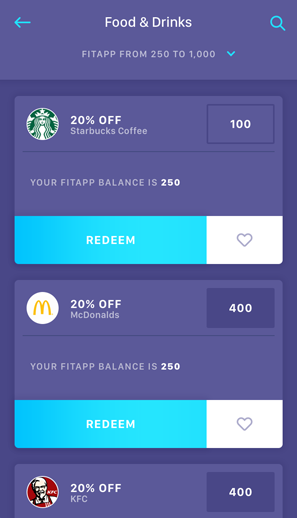 Food & Drinks
FITAPP FROM 250 TO 1,000
20% OFF
Starbucks Coffee
100
YOUR FITAPP BALANCE IS 250
REDEEM
20% OFF
McDonalds
400
YOUR FITAPP BALANCE IS 250
REDEEM
KFC
20% OFF
KFC
400